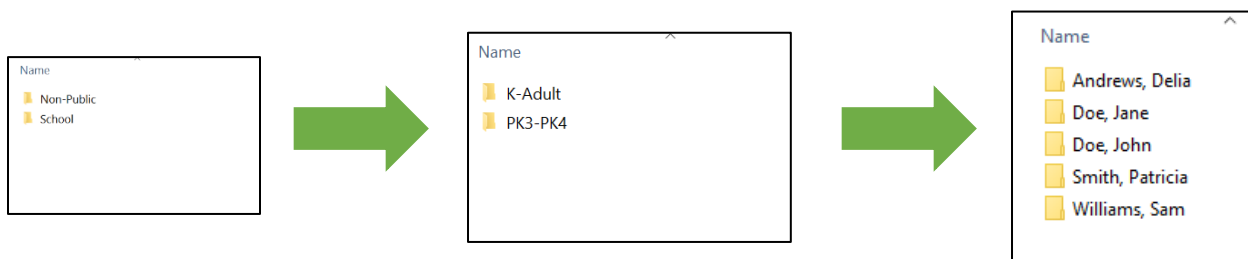 Name
Non-Public
School
Name
K-Adult
PK3-PK4
Name
Andrews, Delia
Doe, Jane
Doe, John
Smith, Patricia
Williams, Sam